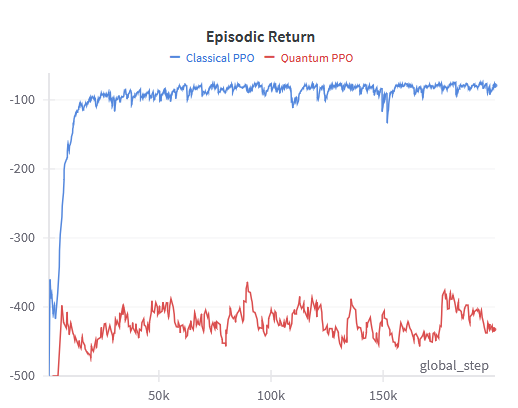 Episodic Return
Classical PPO Quantum PPO
-100
-200
-300
-400
-500
global_step
50k 100k 150k